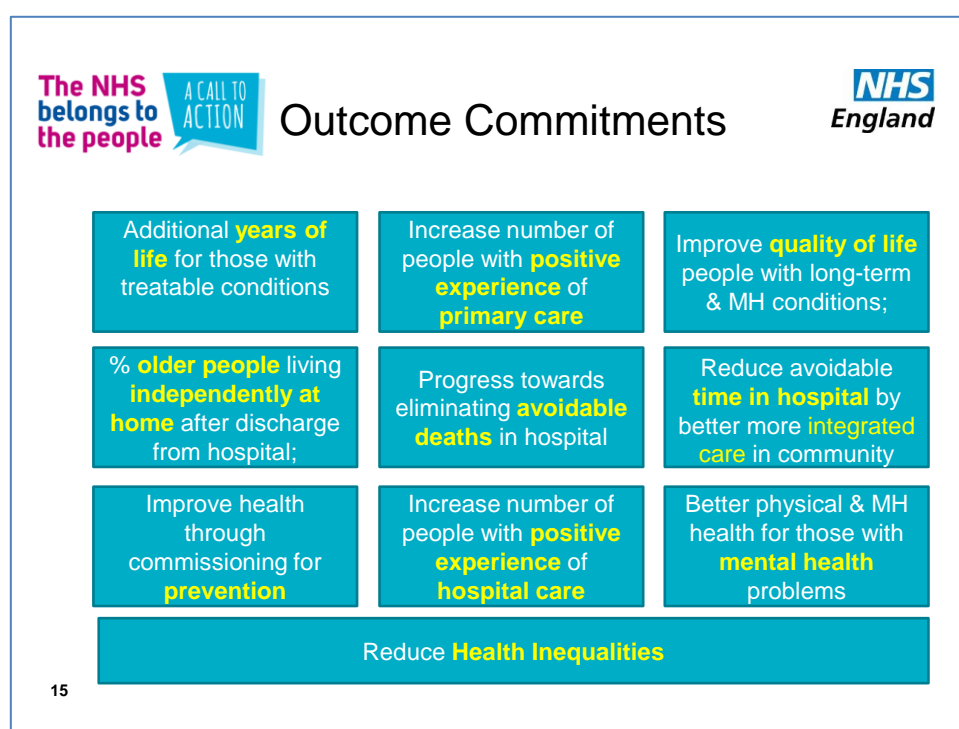 The NHS
belongs to
the people
A CALL TO
ACTION
Outcome Commitments
NHS
England
Additional years of
life for those with
treatable conditions
Increase number of
people with positive
experience of
primary care
Improve quality of life
people with long-term
& MH conditions;
% older people living
independently at
home after discharge
from hospital;
Progress towards
eliminating avoidable
deaths in hospital
Reduce avoidable
time in hospital by
better more integrated
care in community
Improve health
through
commissioning for
prevention
Increase number of
people with positive
experience of
hospital care
Better physical & MH
health for those with
mental health
problems
Reduce Health Inequalities
15